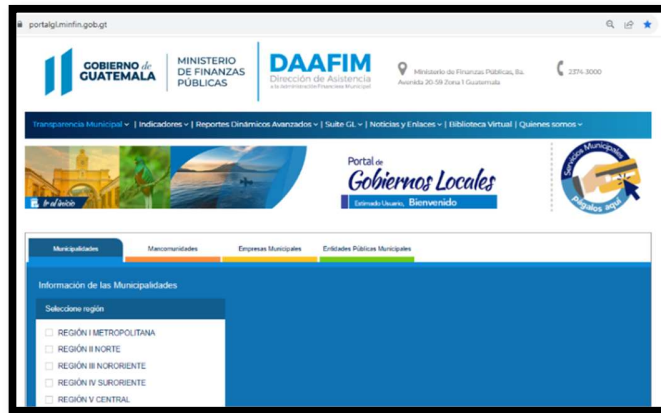 portalgl.minfin.gob.gt
GOBIERNO de
GUATEMALA
MINISTERIO
DE FINANZAS
PÚBLICAS
DAAFIM
Dirección de Asistencia
a la Administración Financiera Municipal
Ministerio de Finanzas Públicas, 8a.
Avenida 20-59 Zona 1 Guatemala
2374-3000
Transparencia Municipal | Indicadores | Reportes Dinámicos Avanzados | Suite GL | Noticias y Enlaces | Biblioteca Virtual | Quienes somos
Ir al inicio
Portal de
Gobiernos Locales
Estimado Usuario, Bienvenido
Servicios Municipales
págalos aquí
Municipalidades Mancomunidades Empresas Municipales Entidades Públicas Municipales
Información de las Municipalidades
Seleccione región
REGIÓN I METROPOLITANA
REGIÓN II NORTE
REGIÓN III NORORIENTE
REGIÓN IV SURORIENTE
REGIÓN V CENTRAL